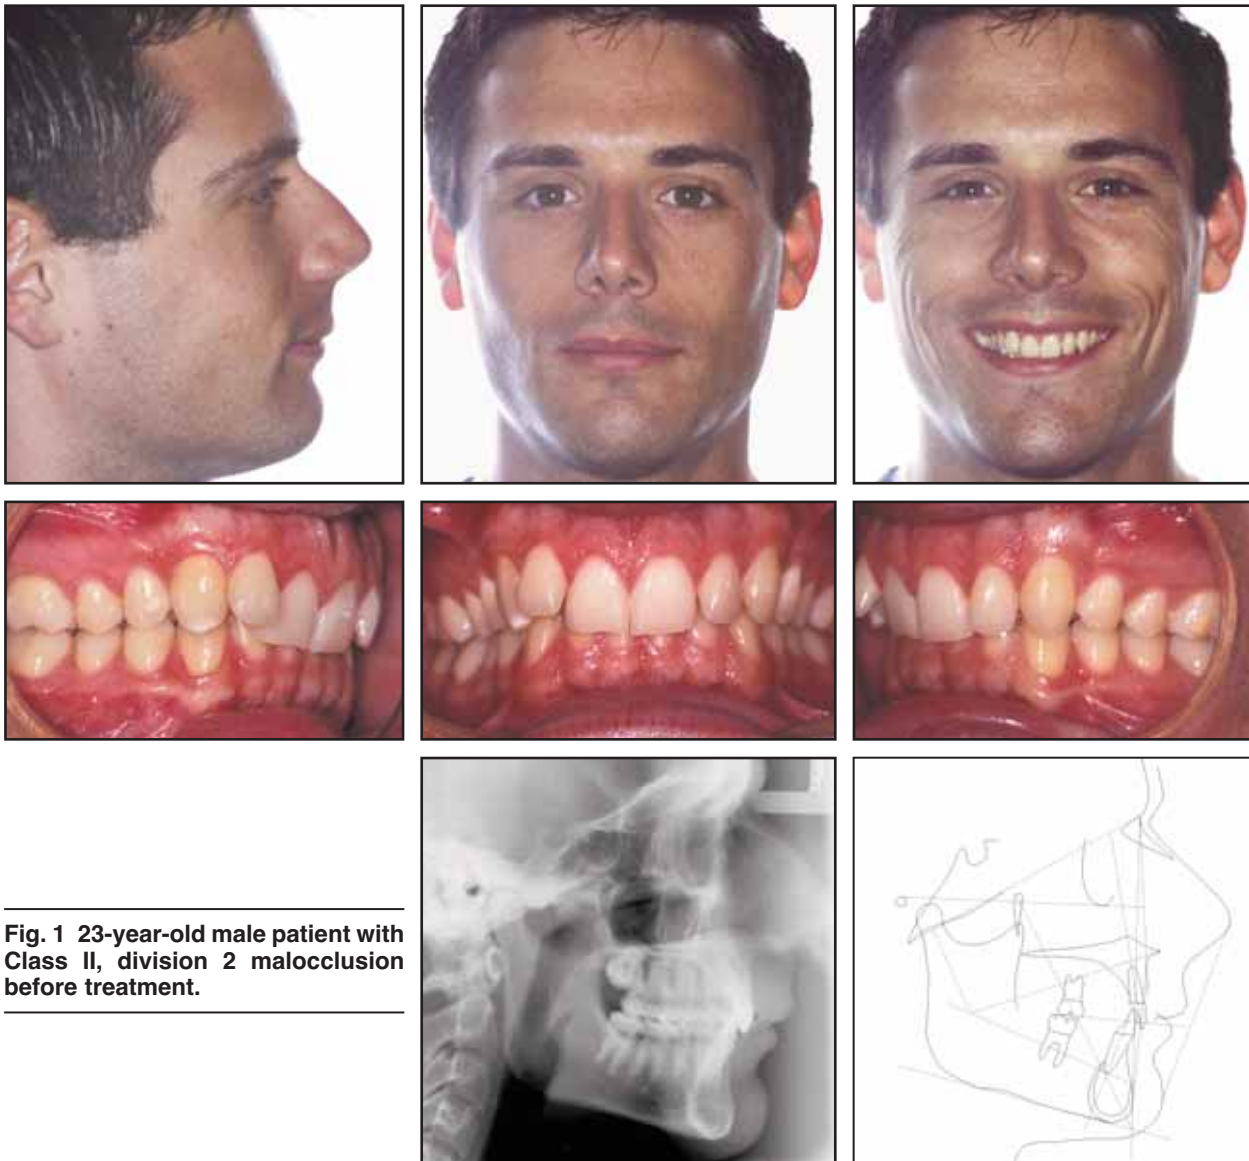 Fig. 1 23-year-old male patient with
Class II, division 2 malocclusion
before treatment.